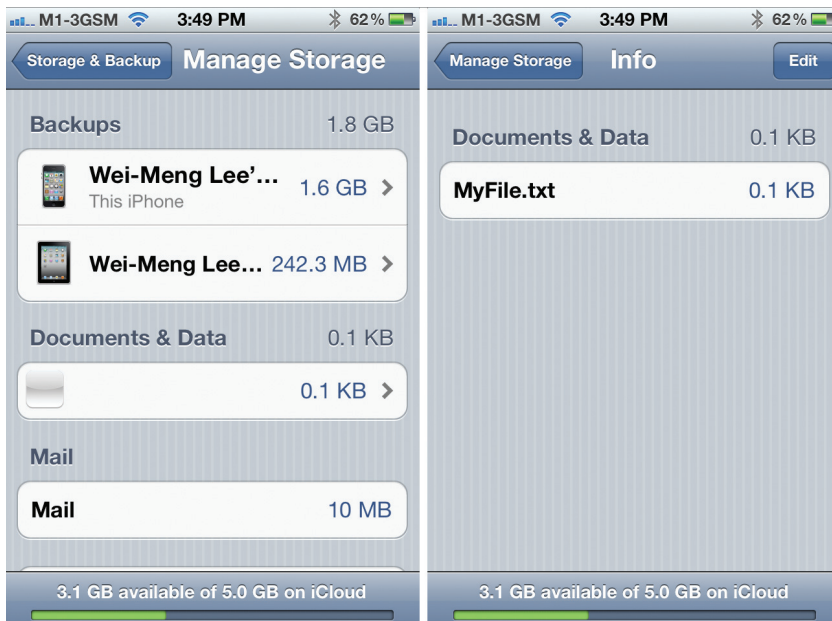 M1-3GSM 3:49 PM 62%
Storage & Backup Manage Storage
Backups 1.8 GB
Wei-Meng Lee’... 1.6 GB
This iPhone
Wei-Meng Lee... 242.3 MB
Documents & Data 0.1 KB
0.1 KB
Mail
Mail 10 MB
3.1 GB available of 5.0 GB on iCloud
M1-3GSM 3:49 PM 62%
Manage Storage Info Edit
Documents & Data 0.1 KB
MyFile.txt 0.1 KB
3.1 GB available of 5.0 GB on iCloud